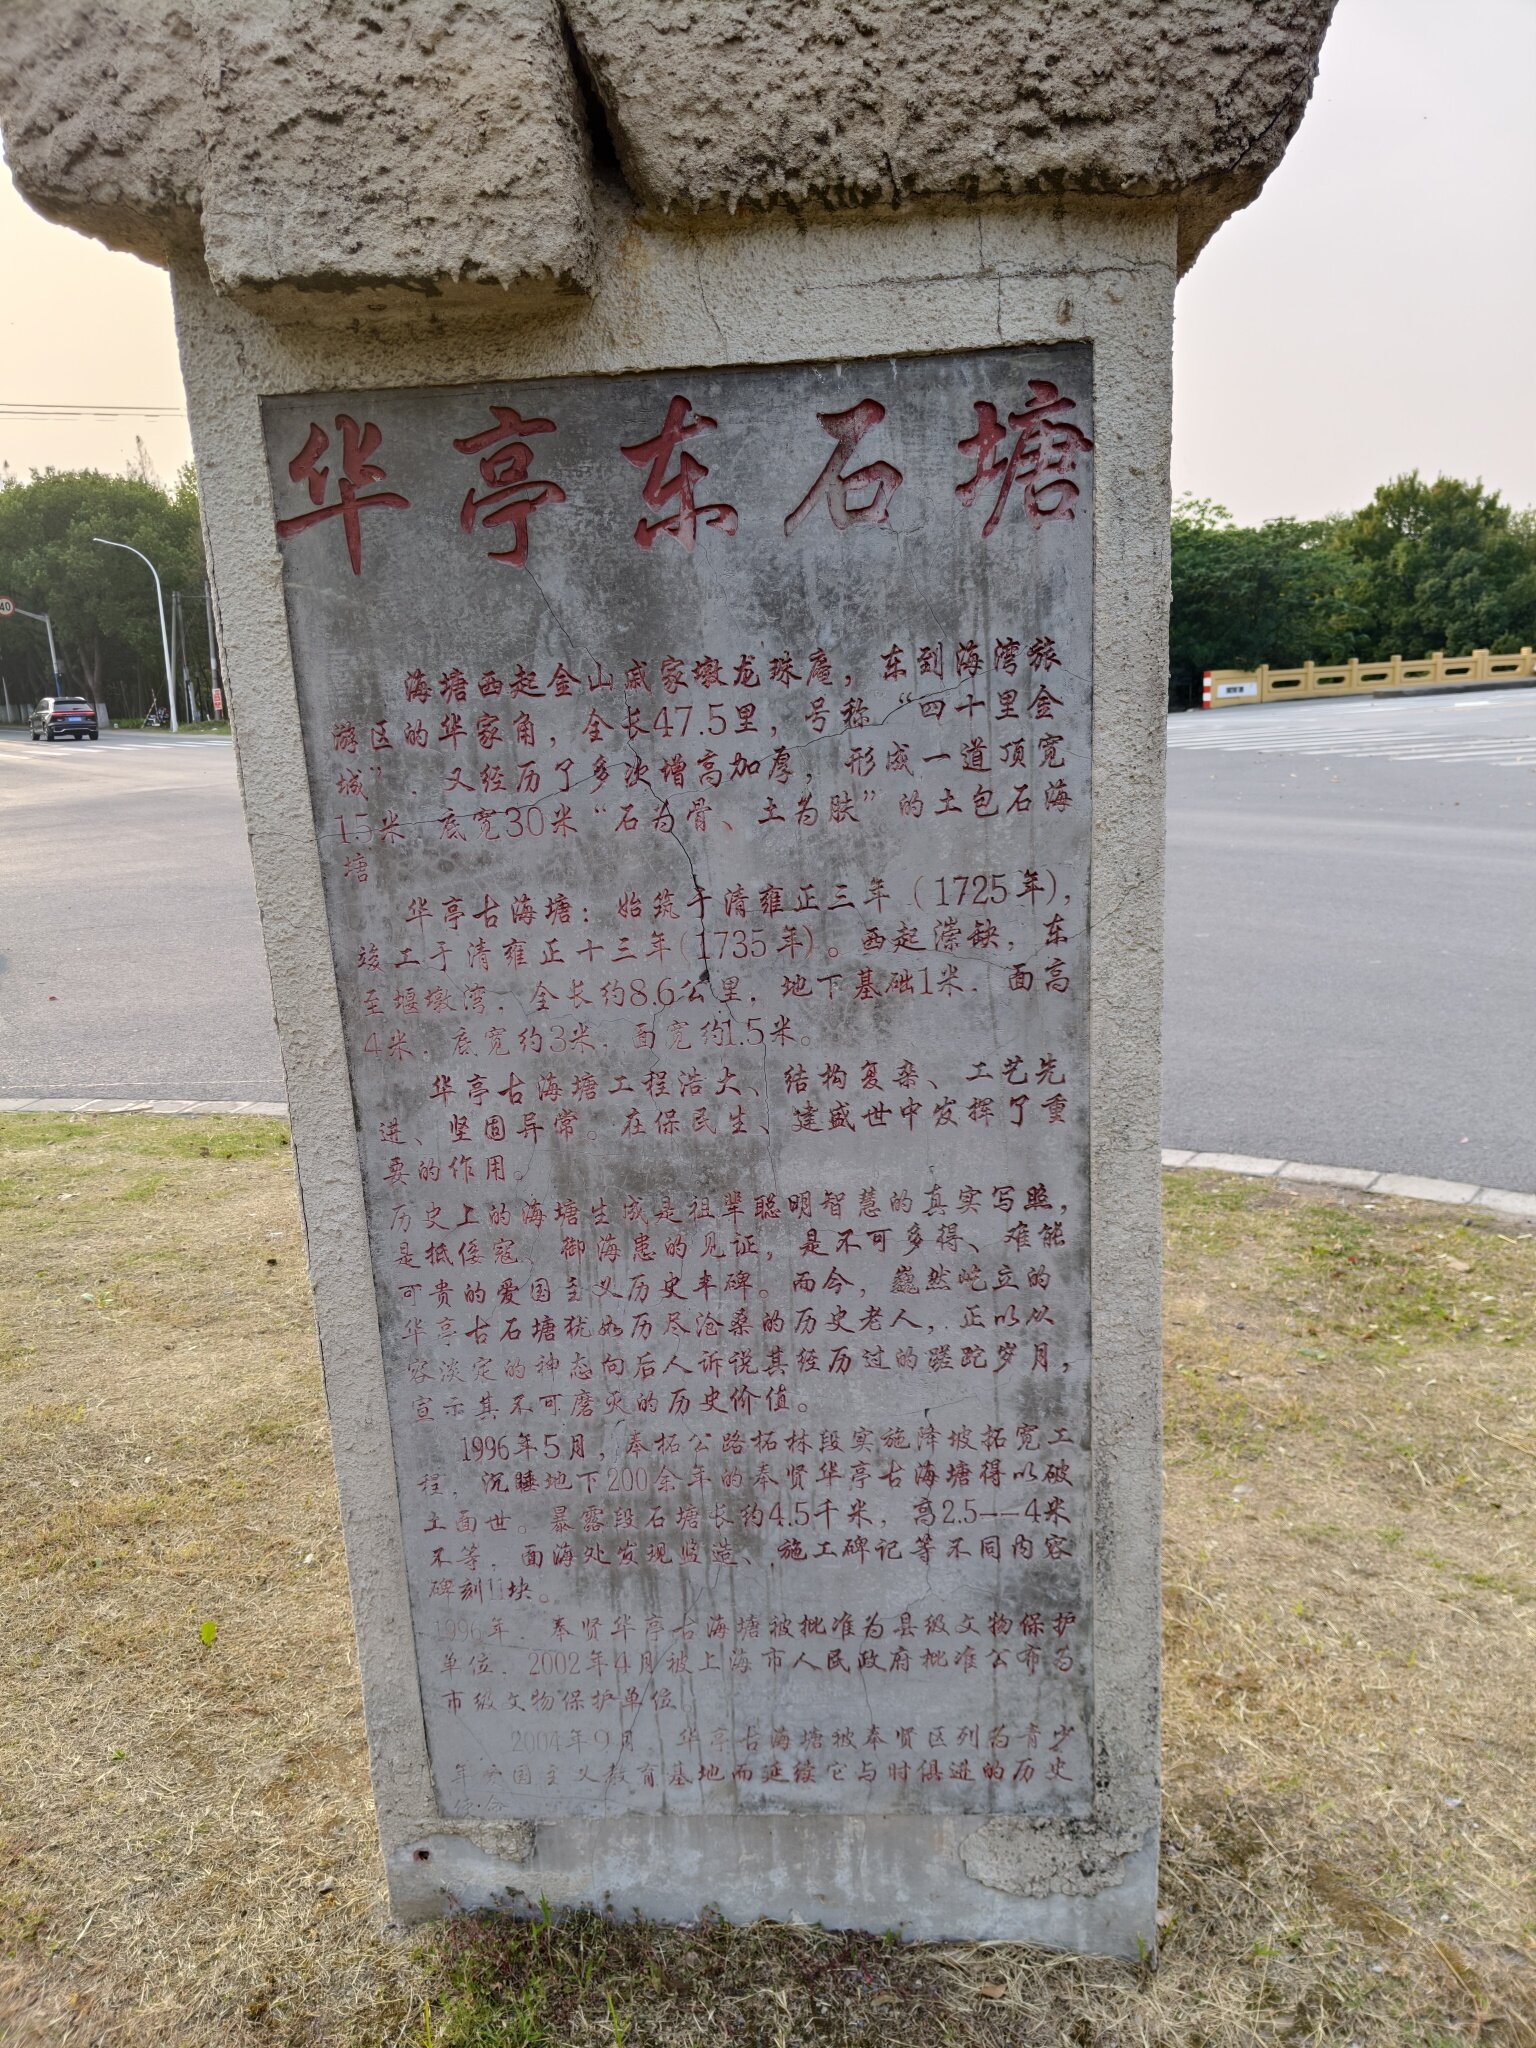 华亭东石塘
海塘西起金山戚家墩龙珠庵，东到海湾旅
游区的华家角，全长47.5里，号称“四十里金
城”．又经历了多次增高加厚，形成一道顶宽
15米．底宽30米“石为骨、土为肤”的土包石海
塘
华亭古海塘：始筑于清雍正三年（1725年），
竣工于清雍正十三年（1735年）。西起漴缺，东
至堰墩湾．全长约8.6公里．地下基础1米．面高
4米．底宽约3米．面宽约1.5米。
华亭古海塘工程浩大、结构复杂、工艺先
进、坚固异常。在保民生、建盛世中发挥了重
要的作用。
历史上的海塘生成是祖辈聪明智慧的真实写照，
是抵倭寇、御海患的见证，是不可多得、难能
可贵的爱国主义历史丰碑。而今，巍然屹立的
华亭古石塘犹如历尽沧桑的历史老人，正以从
容淡定的神态向后人诉说其经历过的蹉跎岁月，
宣示其不可磨灭的历史价值。
1996年5月，奉柘公路柘林段实施降坡拓宽工
程．沉睡地下200余年的奉贤华亭古海塘得以破
土面世。暴露段石塘长约4.5千米，高2.5——4米
不等．面海处发现监造、施工碑记等不同内容
碑刻11块。
1996年．奉贤华亭古海塘被批准为县级文物保护
单位．2002年4月被上海市人民政府批准公布为
市级文物保护单位
2004年9月 华亭古海塘被奉贤区列为青少
年爱国主义教育基地而延续它与时俱进的历史
使命
40